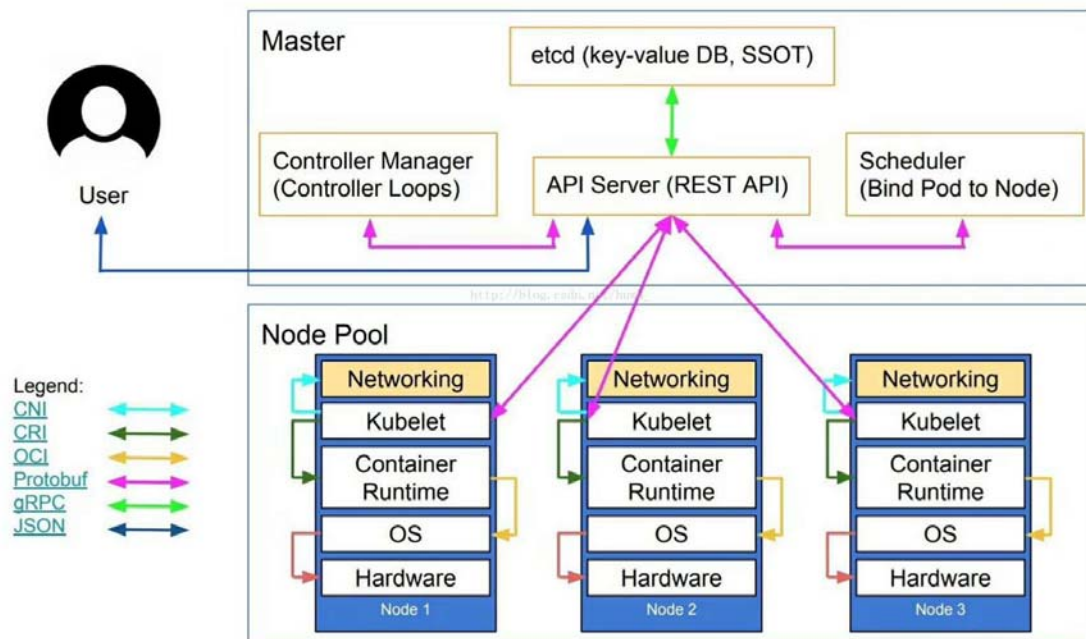 Master
etcd (key-value DB, SSOT)
Controller Manager
(Controller Loops)
API Server (REST API)
Scheduler
(Bind Pod to Node)
User
Node Pool
Networking
Kubelet
Container
Runtime
OS
Hardware
Node 1
Networking
Kubelet
Container
Runtime
OS
Hardware
Node 2
Networking
Kubelet
Container
Runtime
OS
Hardware
Node 3
Legend:
CNI
CRI
OCI
Protobuf
gRPC
JSON